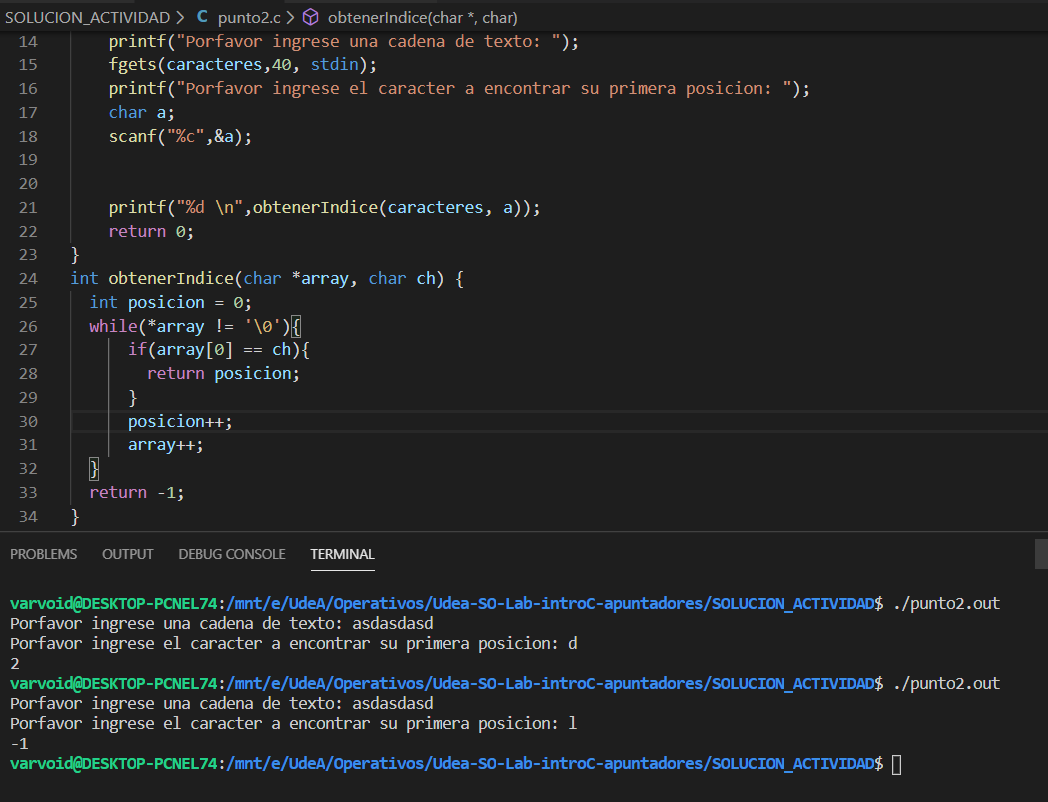 SOLUCION_ACTIVIDAD > C punto2.c > obtenerIndice(char *, char)
14 printf("Porfavor ingrese una cadena de texto: ");
15 fgets(caracteres,40, stdin);
16 printf("Porfavor ingrese el caracter a encontrar su primera posicion: ");
17 char a;
18 scanf("%c",&a);
19
20
21 printf("%d \n",obtenerIndice(caracteres, a));
22 return 0;
23 }
24 int obtenerIndice(char *array, char ch) {
25 int posicion = 0;
26 while(*array != '\0'){
27 if(array[0] == ch){
28 return posicion;
29 }
30 posicion++;
31 array++;
32 }
33 return -1;
34 }
PROBLEMS OUTPUT DEBUG CONSOLE TERMINAL
varvoid@DESKTOP-PCNEL74:/mnt/e/UdeA/Operativos/Udea-SO-Lab-introC-apuntadores/SOLUCION_ACTIVIDAD$ ./punto2.out
Porfavor ingrese una cadena de texto: asdasdasd
Porfavor ingrese el caracter a encontrar su primera posicion: d
2
varvoid@DESKTOP-PCNEL74:/mnt/e/UdeA/Operativos/Udea-SO-Lab-introC-apuntadores/SOLUCION_ACTIVIDAD$ ./punto2.out
Porfavor ingrese una cadena de texto: asdasdasd
Porfavor ingrese el caracter a encontrar su primera posicion: l
-1
varvoid@DESKTOP-PCNEL74:/mnt/e/UdeA/Operativos/Udea-SO-Lab-introC-apuntadores/SOLUCION_ACTIVIDAD$